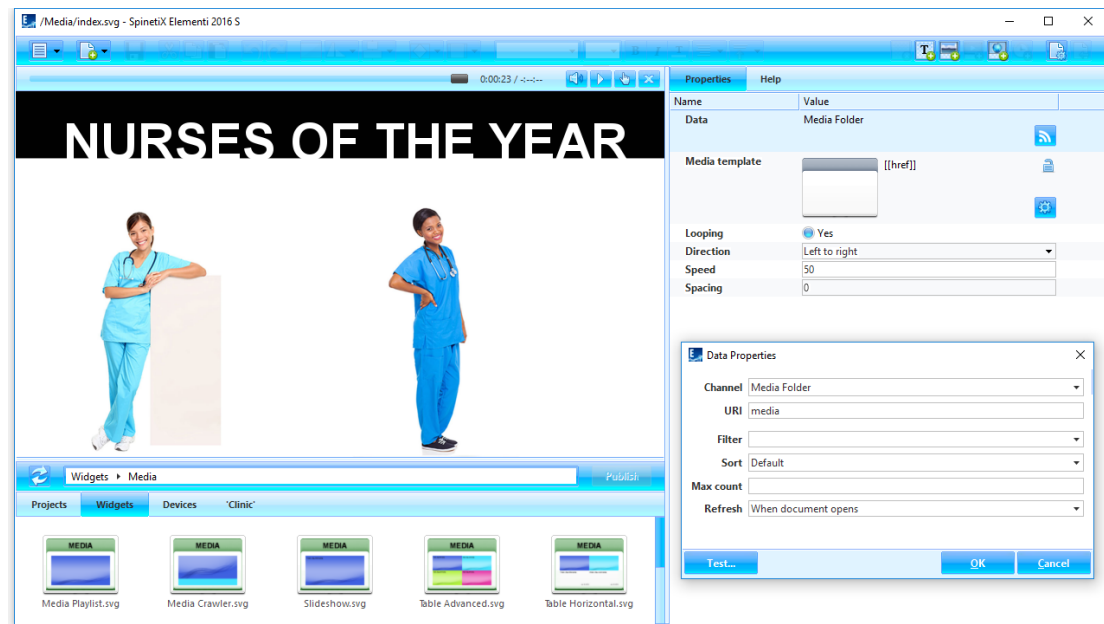 /Media/index.svg - SpinetiX Elementi 2016 S
B I T
T
0:00:23 / -:--:--
NURSES OF THE YEAR
Widgets Media
Publish
Projects Widgets Devices 'Clinic'
MEDIA MEDIA MEDIA MEDIA MEDIA
Media Playlist.svg Media Crawler.svg Slideshow.svg Table Advanced.svg Table Horizontal.svg
Properties Help
Name Value
Data Media Folder
Media template [[href]]
Looping Yes
Direction Left to right
Speed 50
Spacing 0
Data Properties
Channel Media Folder
URI media
Filter
Sort Default
Max count
Refresh When document opens
Test... OK Cancel